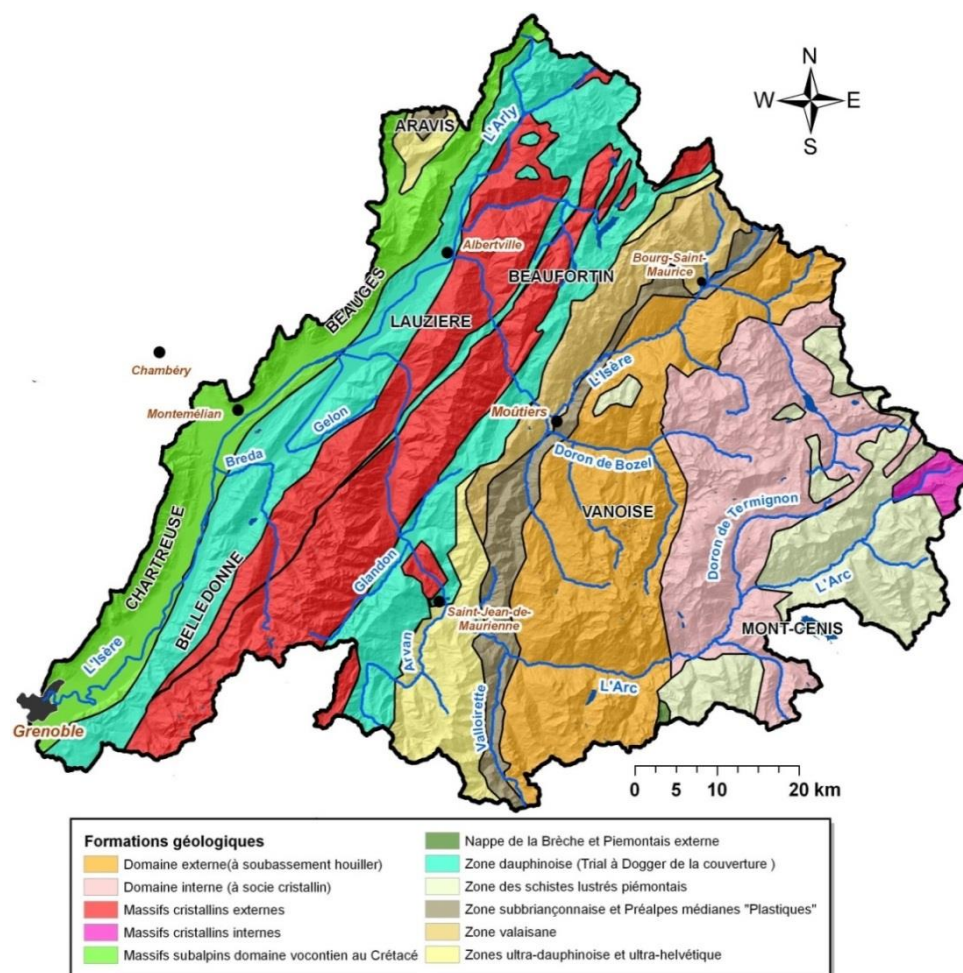 N
W E
S
ARAVIS
L'Arly
Albertville
BEAUFORTIN
Bourg-Saint-
Maurice
BEAUGES
LAUZIERE
L'Isère
Chambéry
Montemélian
Gelon
Moûtiers
Breda
Doron de Bozel
VANOISE
Doron de Termignon
CHARTREUSE
BELLEDONNE
Glandon
L'Arc
Saint-Jean-de-
Maurienne
MONT-CENIS
L'Isère
Arvan
L'Arc
Valloirette
Grenoble
0 5 10 20 km
Formations géologiques
Domaine externe(à soubassement houiller)
Domaine interne (à socie cristallin)
Massifs cristallins externes
Massifs cristallins internes
Massifs subalpins domaine vocontien au Crétacé
Nappe de la Brèche et Piemontais externe
Zone dauphinoise (Trial à Dogger de la couverture )
Zone des schistes lustrés piémontais
Zone subbriançonnaise et Préalpes médianes "Plastiques"
Zone valaisane
Zones ultra-dauphinoise et ultra-helvétique